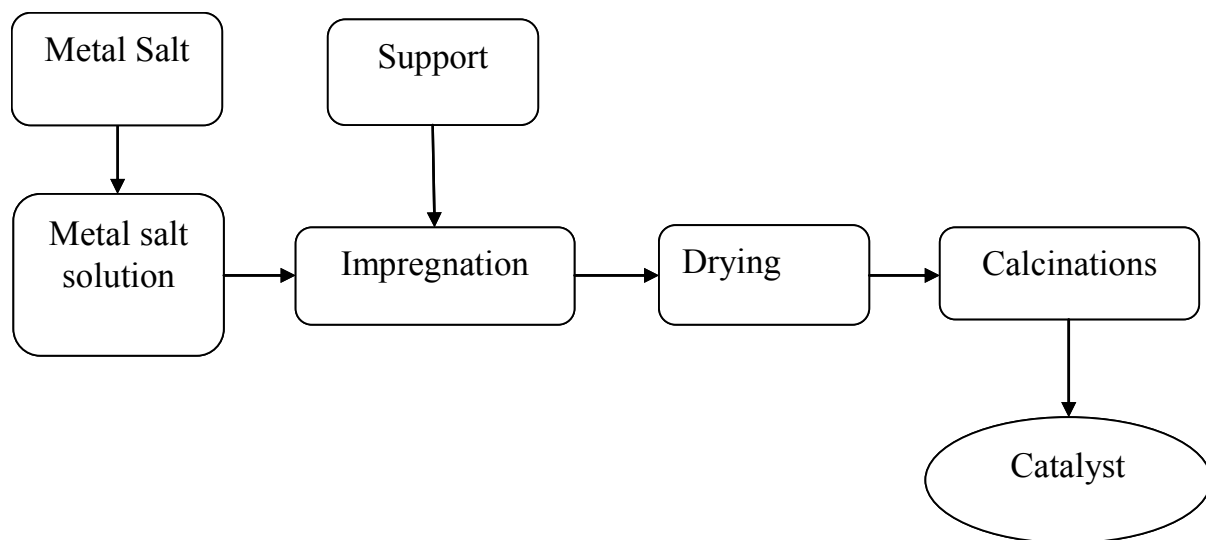 Metal Salt
Support
Metal salt
solution
Impregnation
Drying
Calcinations
Catalyst